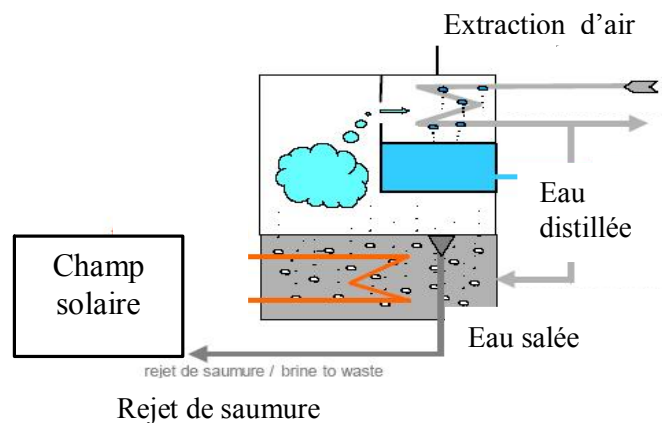 Extraction d'air
Eau
distillée
Champ
solaire
Eau salée
rejet de saumure / brine to waste
Rejet de saumure